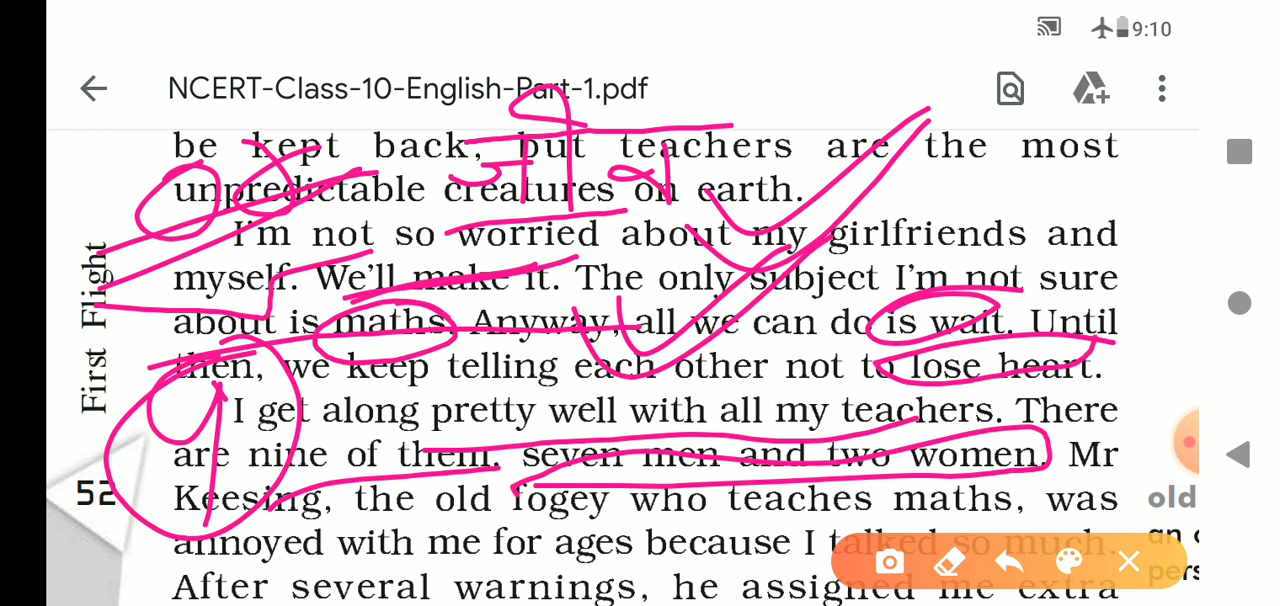 9:10
NCERT-Class-10-English-Part-1.pdf
be kept back, but teachers are the most
unpredictable creatures on earth.
जीव
I'm not so worried about my girlfriends and
myself. We'll make it. The only subject I'm not sure
about is maths. Anyway, all we can do is wait. Until
then, we keep telling each other not to lose heart.
I get along pretty well with all my teachers. There
are nine of them, seven men and two women. Mr
9
Keesing, the old fogey who teaches maths, was
old
annoyed with me for ages because I talked so much.
pers
After several warnings, he assigned me extra
First Flight
52